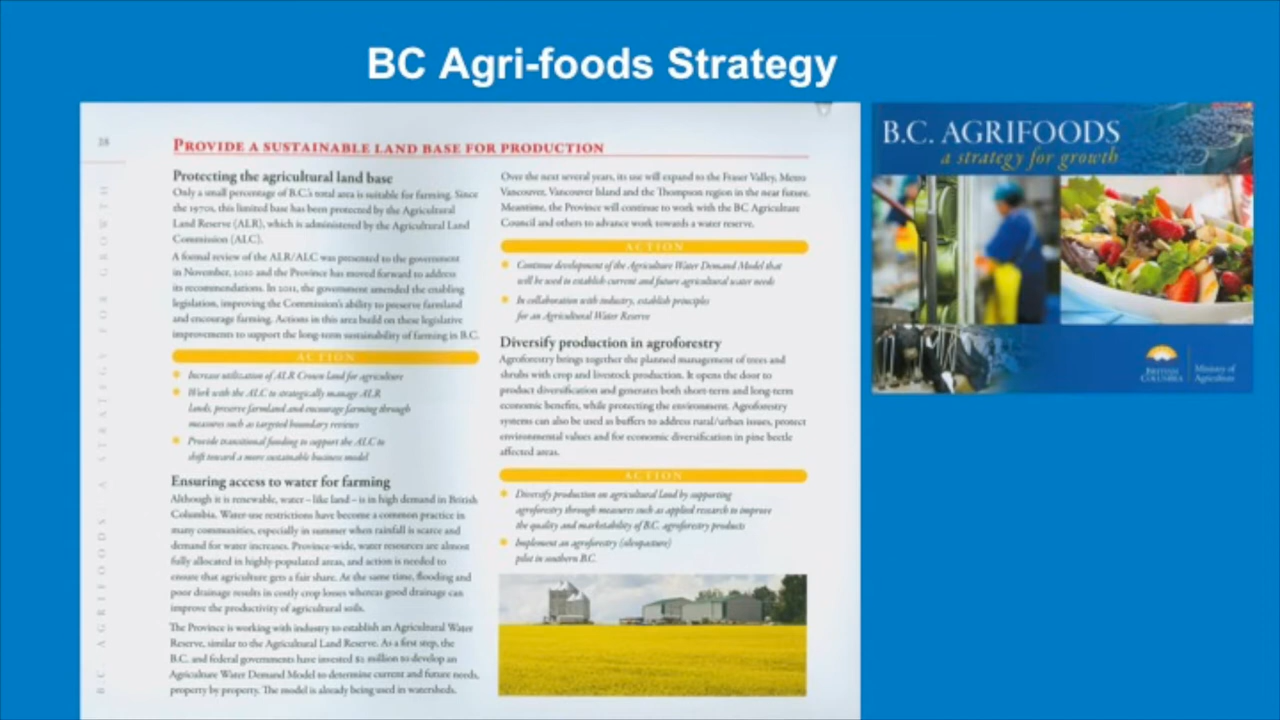 BC Agri-foods Strategy
28
PROVIDE A SUSTAINABLE LAND BASE FOR PRODUCTION
Protecting the agricultural land base
Only a small percentage of B.C.'s total area is suitable for farming. Since
the 1970s, this limited base has been protected by the Agricultural
Land Reserve (ALR), which is administered by the Agricultural Land
Commission (ALC).
A formal review of the ALR/ALC was presented to the government
in November, 2010 and the Province has moved forward to address
its recommendations. In 2011, the government amended the enabling
legislation, improving the Commission's ability to preserve farmland
and encourage farming. Actions in this area build on these legislative
improvements to support the long-term sustainability of farming in B.C.
ACTION
Increase utilization of ALR Crown land for agriculture
Work with the ALC to strategically manage ALR
lands, preserve farmland and encourage farming through
measures such as targeted boundary reviews
Provide transitional funding to support the ALC to
shift toward a more sustainable business model
Ensuring access to water for farming
Although it is renewable, water – like land – is in high demand in British
Columbia. Water-use restrictions have become a common practice in
many communities, especially in summer when rainfall is scarce and
demand for water increases. Province-wide, water resources are almost
fully allocated in highly-populated areas, and action is needed to
ensure that agriculture gets a fair share. At the same time, flooding and
poor drainage results in costly crop losses whereas good drainage can
improve the productivity of agricultural soils.
The Province is working with industry to establish an Agricultural Water
Reserve, similar to the Agricultural Land Reserve. As a first step, the
B.C. and federal governments have invested $2 million to develop an
Agriculture Water Demand Model to determine current and future needs,
property by property. The model is already being used in watersheds.
Over the next several years, its use will expand to the Fraser Valley, Metro
Vancouver, Vancouver Island and the Thompson region in the near future.
Meantime, the Province will continue to work with the BC Agriculture
Council and others to advance work towards a water reserve.
ACTION
Continue development of the Agriculture Water Demand Model that
will be used to establish current and future agricultural water needs
In collaboration with industry, establish principles
for an Agricultural Water Reserve
Diversify production in agroforestry
Agroforestry brings together the planned management of trees and
shrubs with crop and livestock production. It opens the door to
product diversification and generates both short-term and long-term
economic benefits, while protecting the environment. Agroforestry
systems can also be used as buffers to address rural/urban issues, protect
environmental values and for economic diversification in pine beetle
affected areas.
ACTION
Diversify production on agricultural land by supporting
agroforestry through measures such as applied research to improve
the quality and marketability of B.C. agroforestry products
Implement an agroforestry (silvopasture)
pilot in southern B.C.
BC AGRIFOODS: A STRATEGY FOR GROWTH
B.C. AGRIFOODS
a strategy for growth
BRITISH
COLUMBIA
Ministry of
Agriculture